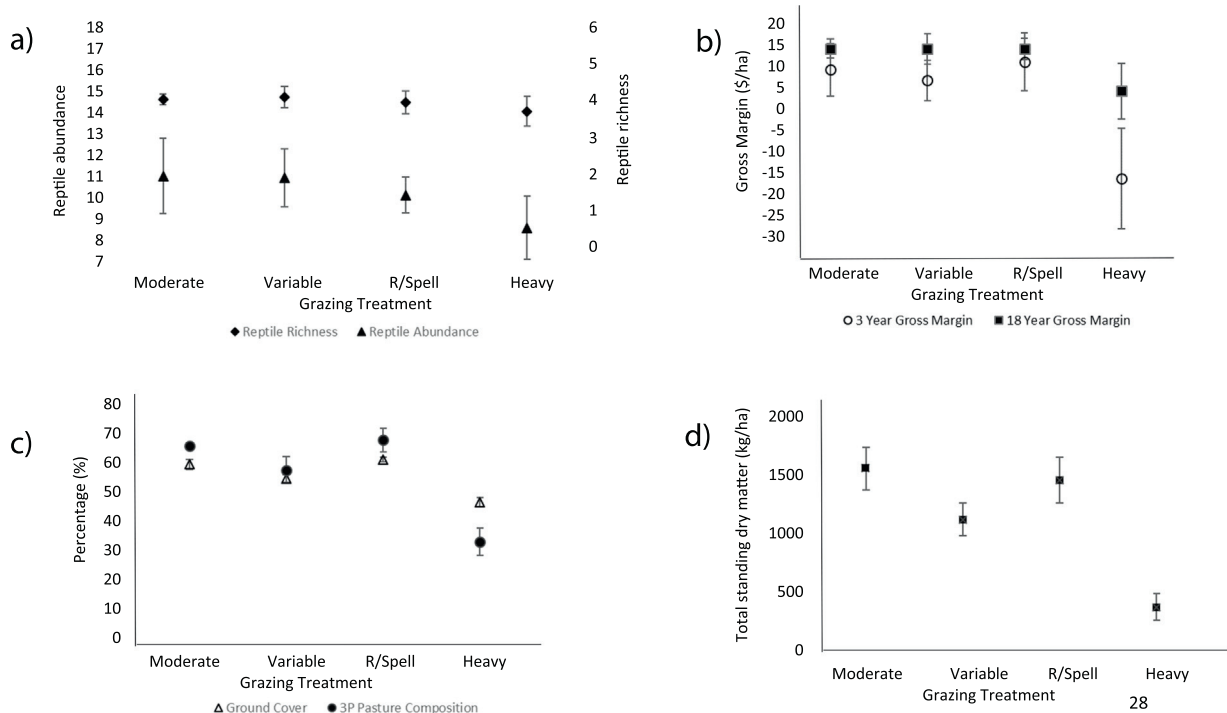 a)
18
17
16
15
14
13
12
11
10
9
8
7
Reptile abundance
6
5
4
3
2
1
0
Reptile richness
Moderate Variable R/Spell Heavy
Grazing Treatment
Reptile Richness Reptile Abundance
b)
20
15
10
5
0
-5
-10
-15
-20
-25
-30
Gross Margin ($/ha)
Moderate Variable R/Spell Heavy
Grazing Treatment
3 Year Gross Margin 18 Year Gross Margin
c)
80
70
60
50
40
30
20
10
0
Percentage (%)
Moderate Variable R/Spell Heavy
Grazing Treatment
Ground Cover 3P Pasture Composition
d)
2000
1500
1000
500
0
Total standing dry matter (kg/ha)
Moderate Variable R/Spell Heavy
Grazing Treatment
28